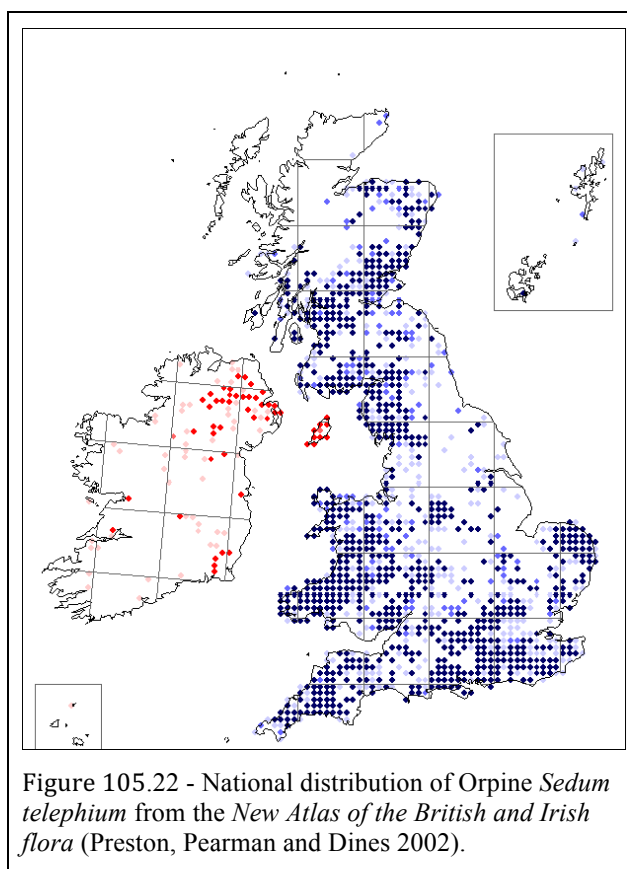 Figure 105.22 - National distribution of Orpine Sedum
telephium from the New Atlas of the British and Irish
flora (Preston, Pearman and Dines 2002).